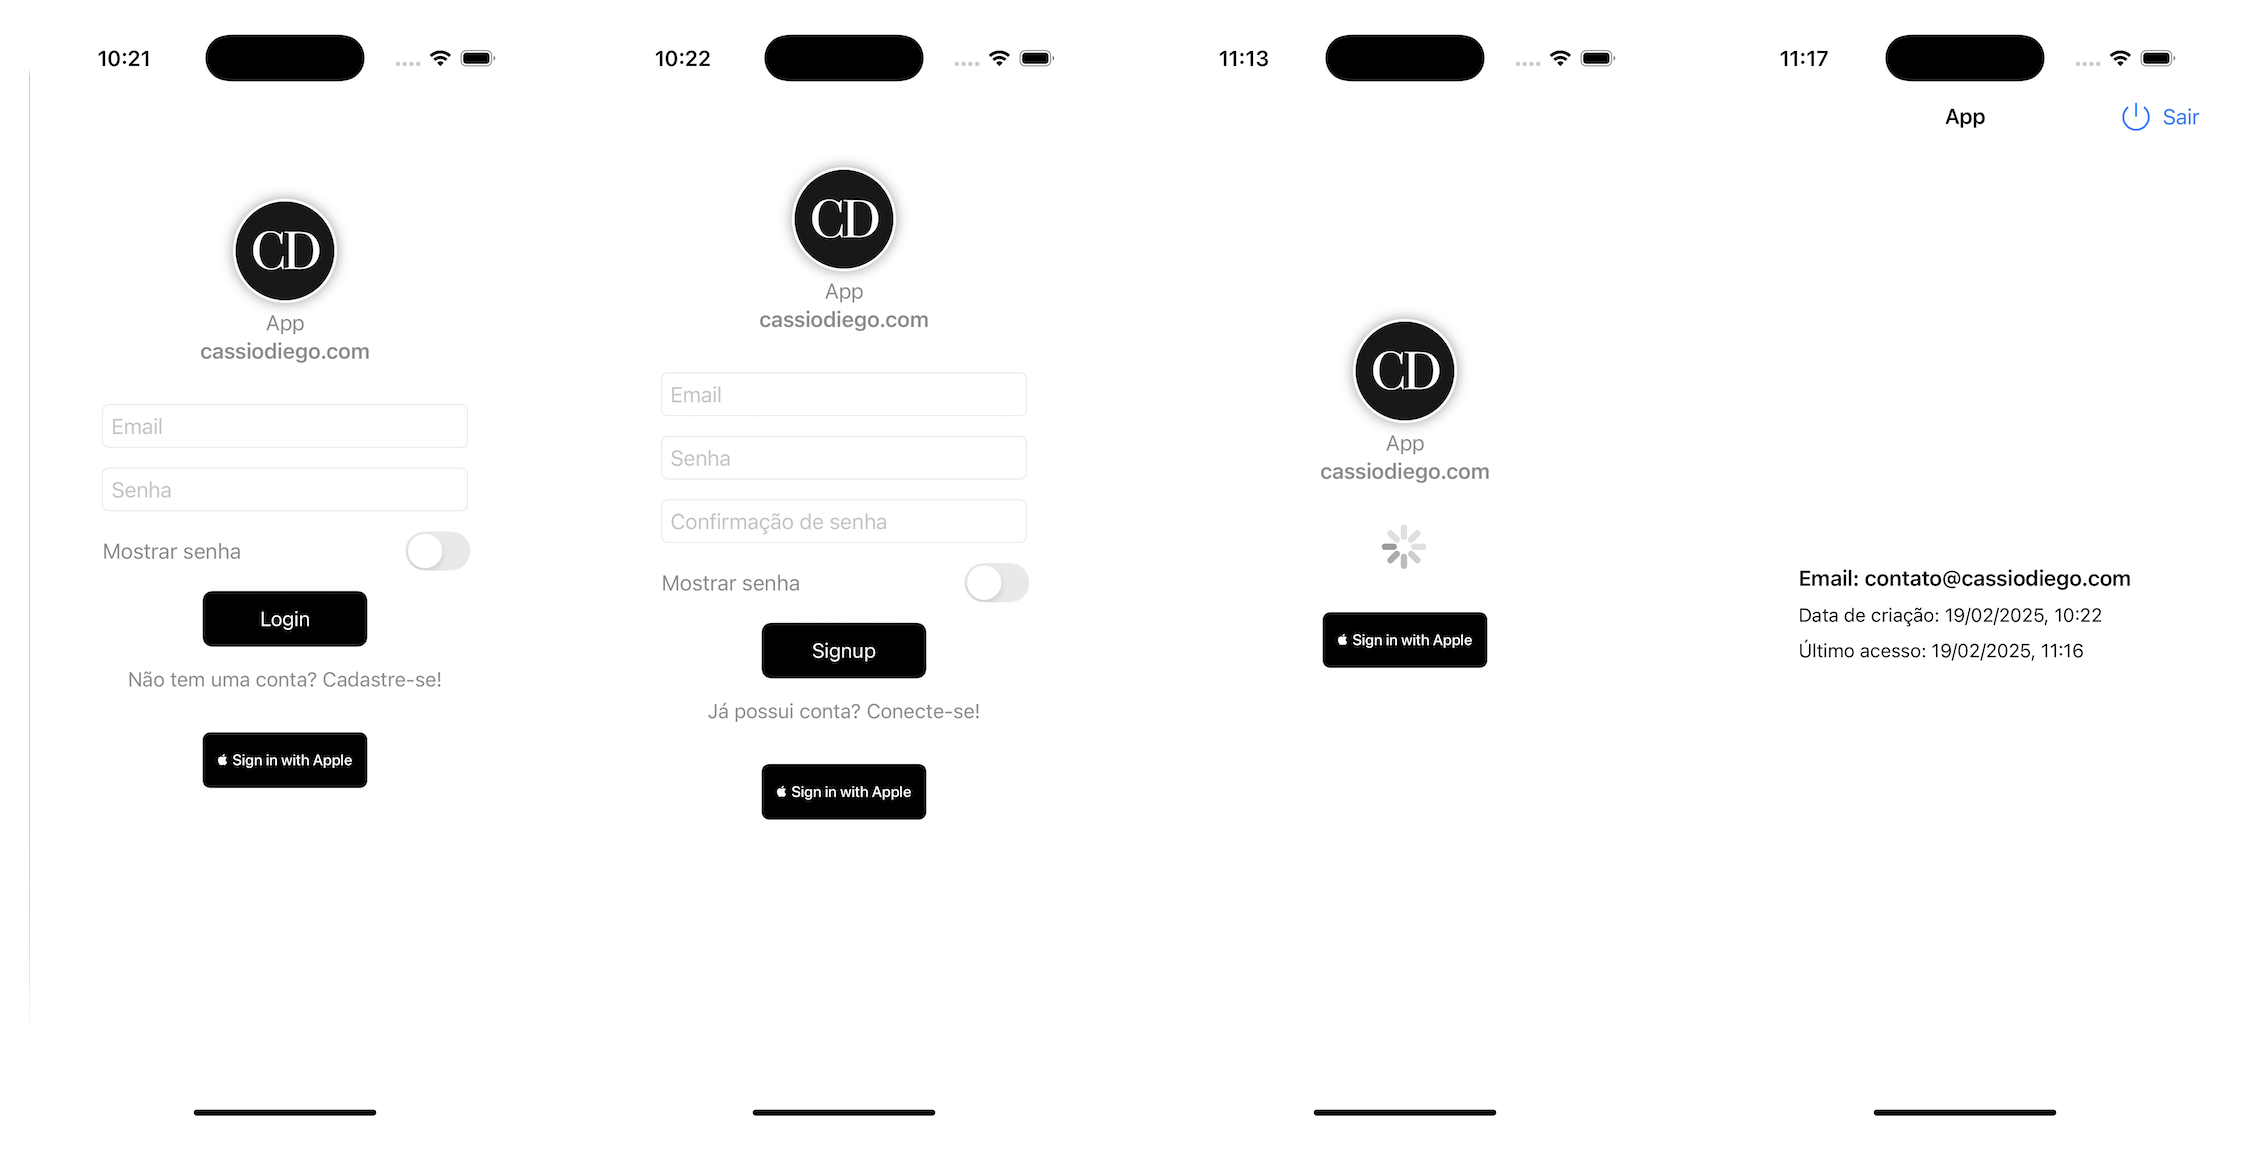 10:21
CD
App
cassiodiego.com
Email
Senha
Mostrar senha
Login
Não tem uma conta? Cadastre-se!
Sign in with Apple
10:22
CD
App
cassiodiego.com
Email
Senha
Confirmação de senha
Mostrar senha
Signup
Já possui conta? Conecte-se!
Sign in with Apple
11:13
CD
App
cassiodiego.com
Sign in with Apple
11:17
App
Sair
Email: contato@cassiodiego.com
Data de criação: 19/02/2025, 10:22
Último acesso: 19/02/2025, 11:16